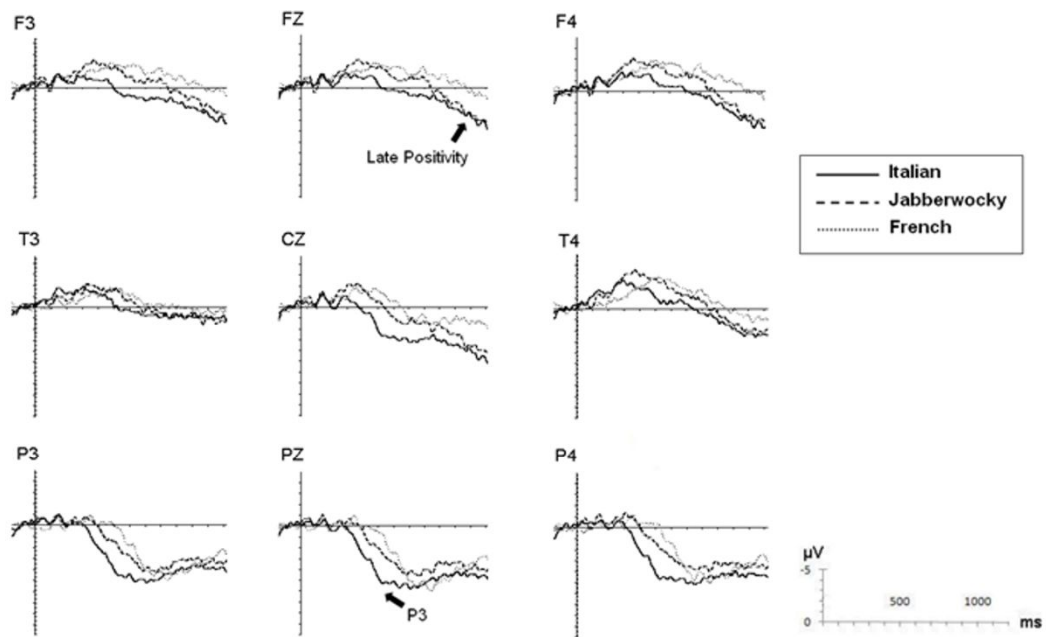 F3
FZ
F4
Late Positivity
Italian
Jabberwocky
French
T3
CZ
T4
P3
PZ
P4
P3
µV
-5
500
1000
0
ms